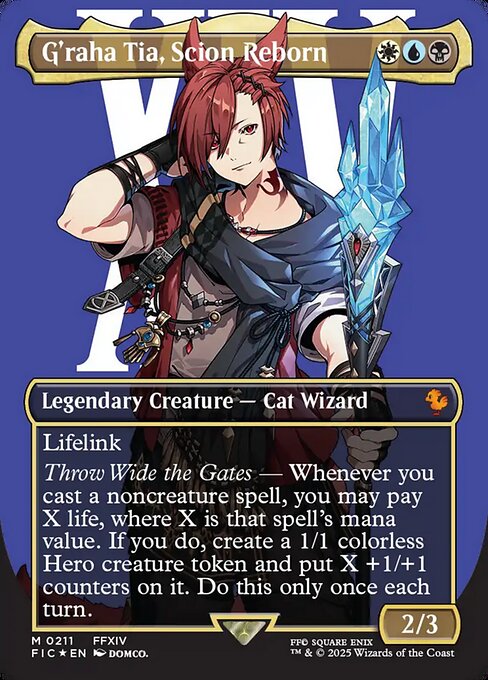 XIV
G'raha Tia, Scion Reborn
Legendary Creature — Cat Wizard
Lifelink
Throw Wide the Gates — Whenever you
cast a noncreature spell, you may pay
X life, where X is that spell's mana
value. If you do, create a 1/1 colorless
Hero creature token and put X +1/+1
counters on it. Do this only once each
turn.
2/3
M 0211 FFXIV
FIC★EN DOMCO.
FF© SQUARE ENIX
™ & © 2025 Wizards of the Coast